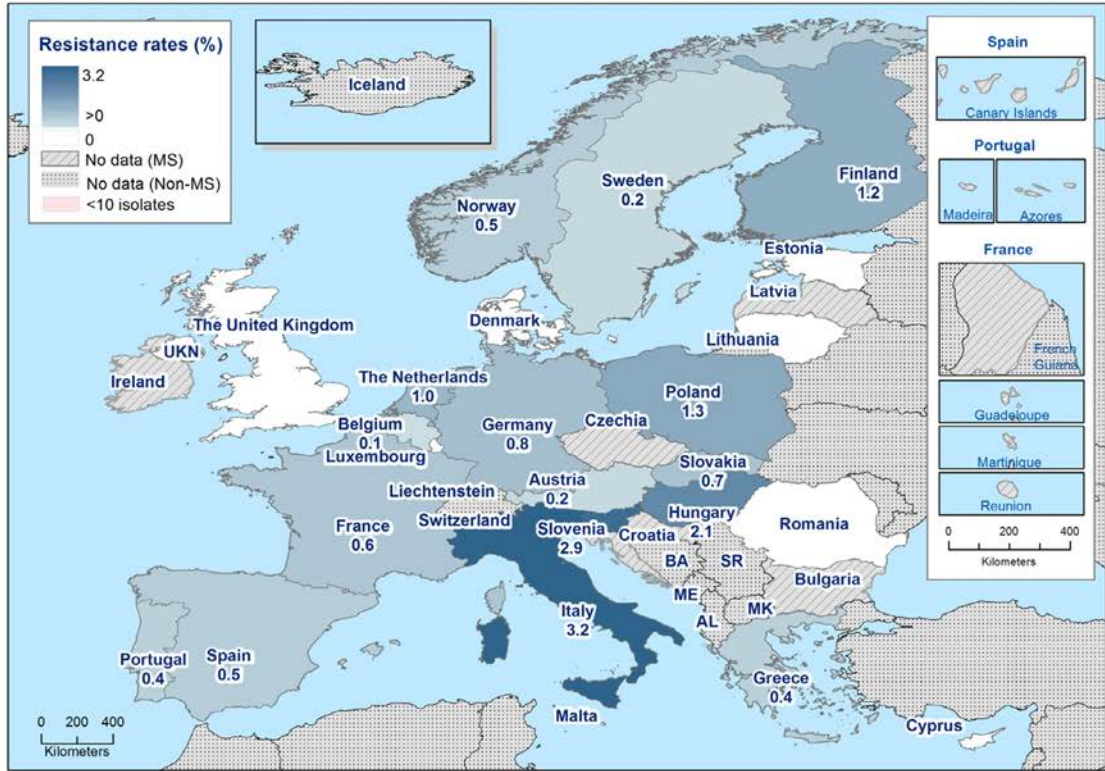 Resistance rates (%)
3.2
>0
0
No data (MS)
No data (Non-MS)
<10 isolates
Iceland
Spain
Canary Islands
Portugal
Madeira
Azores
France
French
Guiana
Guadeloupe
Martinique
Reunion
0 200 400
Kilometers
Finland
1.2
Sweden
0.2
Norway
0.5
Estonia
Latvia
Lithuania
Denmark
The United Kingdom
UKN
Ireland
The Netherlands
1.0
Poland
1.3
Belgium
0.1
Germany
0.8
Czechia
Luxembourg
Slovakia
0.7
Austria
0.2
Liechtenstein
Switzerland
Hungary
2.1
Slovenia
2.9
Croatia
Romania
France
0.6
BA
SR
Bulgaria
ME
MK
AL
Italy
3.2
Portugal
0.4
Spain
0.5
Greece
0.4
Malta
Cyprus
0 200 400
Kilometers